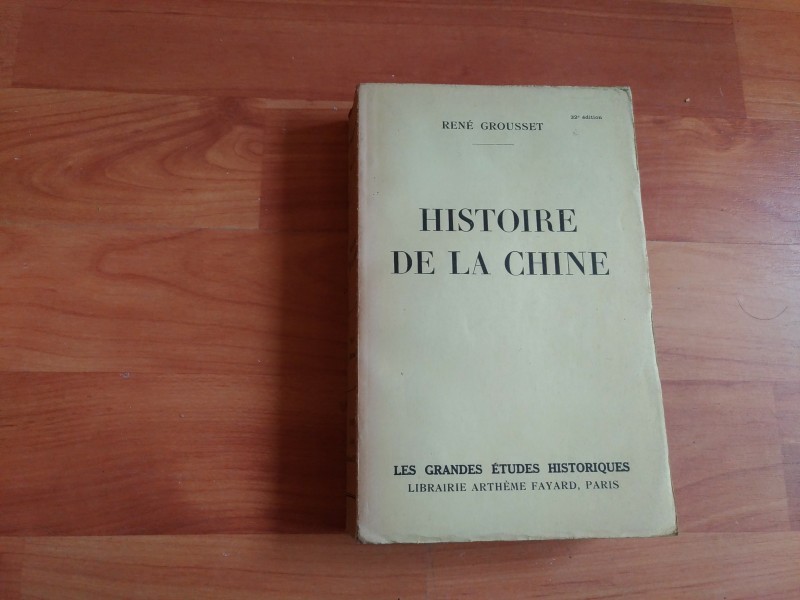 RENÉ GROUSSET
HISTOIRE
DE LA CHINE
LES GRANDES ÉTUDES HISTORIQUES
LIBRAIRIE ARTHÈME FAYARD, PARIS